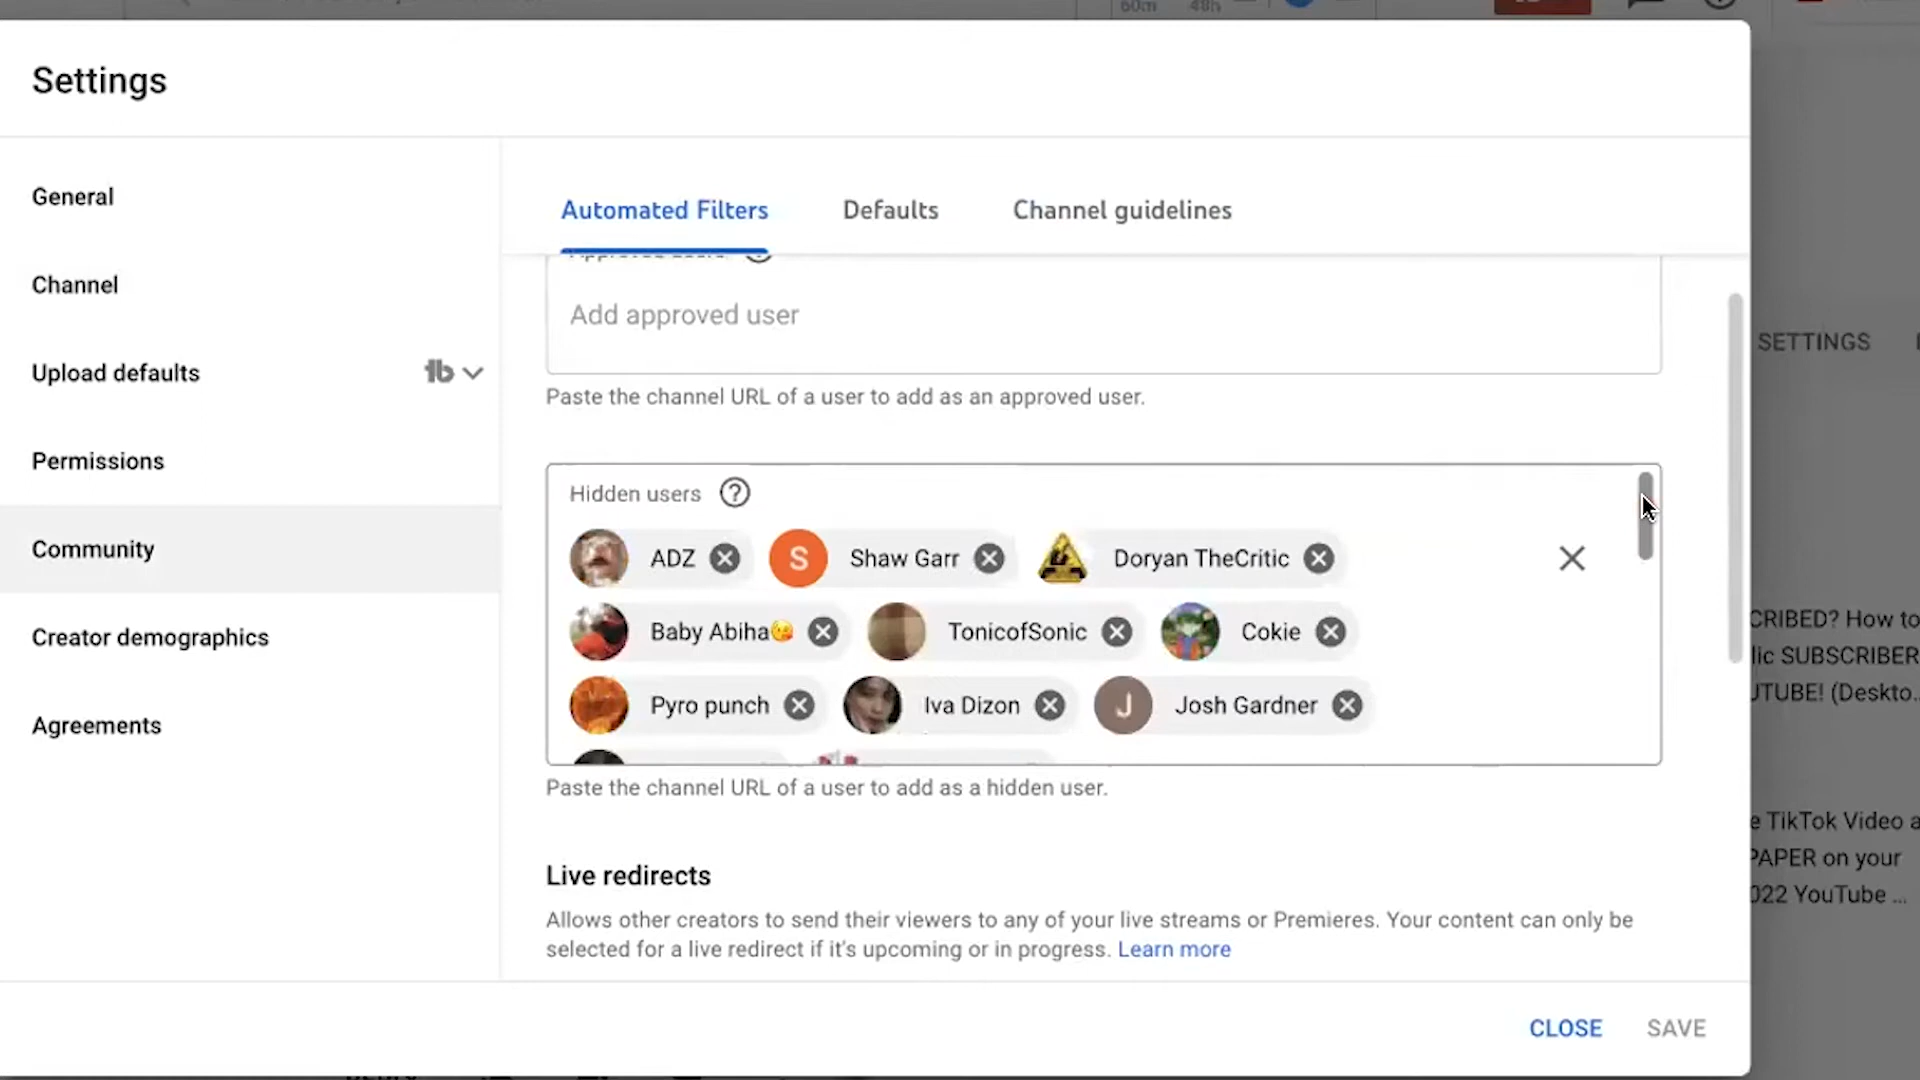 60m 48h
Settings
General
Channel
Upload defaults
Permissions
Community
Creator demographics
Agreements
Automated Filters Defaults Channel guidelines
Add approved user
Paste the channel URL of a user to add as an approved user.
Hidden users ?
ADZ S Shaw Garr Doryan TheCritic
Baby Abiha😘 TonicofSonic Cokie
Pyro punch Iva Dizon J Josh Gardner
Paste the channel URL of a user to add as a hidden user.
Live redirects
Allows other creators to send their viewers to any of your live streams or Premieres. Your content can only be
selected for a live redirect if it's upcoming or in progress. Learn more
CLOSE SAVE
SETTINGS
CRIBED? How to
lic SUBSCRIBER
UTUBE! (Deskto...
e TikTok Video a
PAPER on your
022 YouTube ...